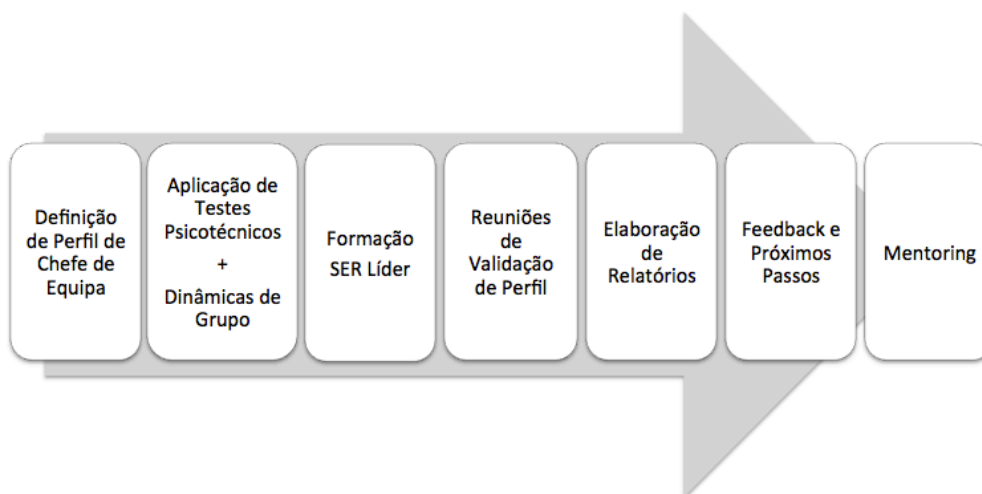 Definição
de Perfil de
Chefe de
Equipa
Aplicação de
Testes
Psicotécnicos
+
Dinâmicas de
Grupo
Formação
SER Líder
Reuniões
de
Validação
de Perfil
Elaboração
de
Relatórios
Feedback e
Próximos
Passos
Mentoring